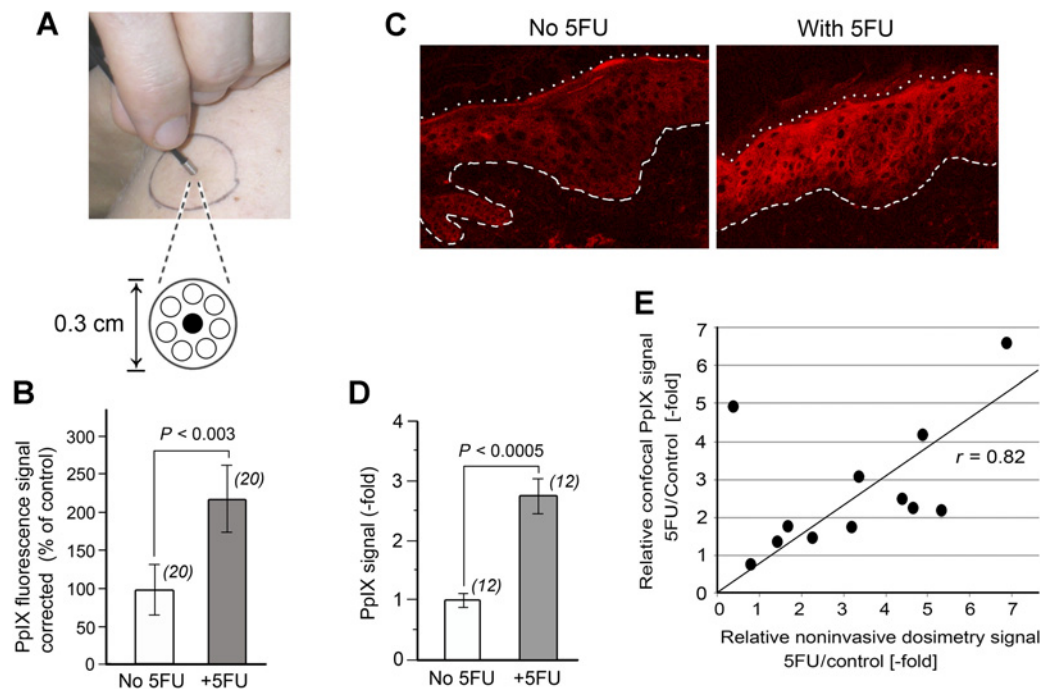 A
0.3 cm
B
PpIX fluorescence signal
corrected (% of control)
300
250
200
150
100
50
0
P < 0.003
(20)
(20)
No 5FU
+5FU
C
No 5FU
With 5FU
D
PpIX signal (-fold)
4
3
2
1
0
P < 0.0005
(12)
(12)
No 5FU
+5FU
E
Relative confocal PpIX signal
5FU/Control [-fold]
7
6
5
4
3
2
1
0
r = 0.82
0
1
2
3
4
5
6
7
Relative noninvasive dosimetry signal
5FU/control [-fold]